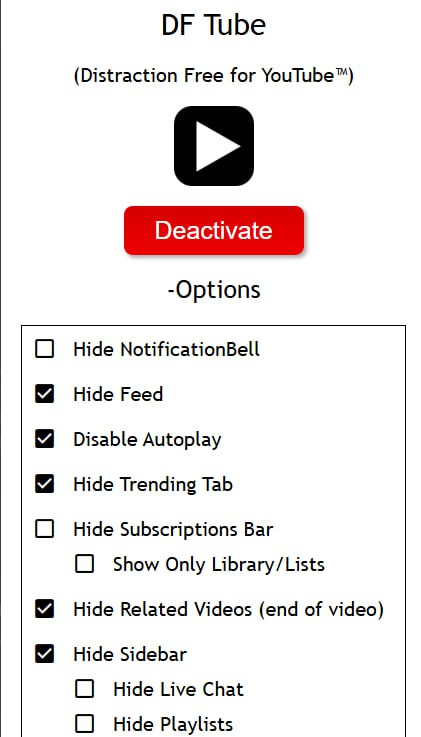 DF Tube
(Distraction Free for YouTube™)
Deactivate
-Options
Hide NotificationBell
Hide Feed
Disable Autoplay
Hide Trending Tab
Hide Subscriptions Bar
Show Only Library/Lists
Hide Related Videos (end of video)
Hide Sidebar
Hide Live Chat
Hide Playlists